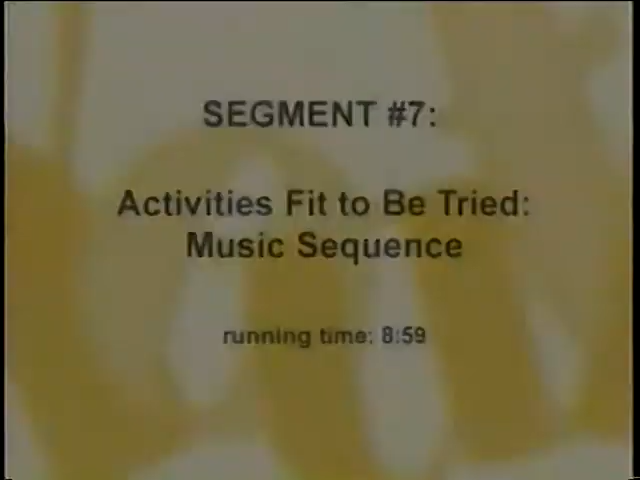 SEGMENT #7:
Activities Fit to Be Tried:
Music Sequence
running time: 8:59